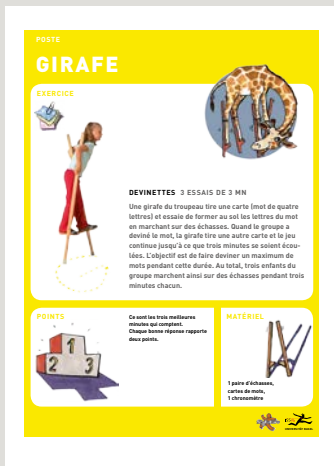 POSTE
GIRAFE
EXERCICE
DEVINETTES 3 ESSAIS DE 3 MN
Une girafe du troupeau tire une carte (mot de quatre
lettres) et essaie de former au sol les lettres du mot
en marchant sur des échasses. Quand le groupe a
deviné le mot, la girafe tire une autre carte et le jeu
continue jusqu'à ce que trois minutes se soient écou-
lées. L'objectif est de faire deviner un maximum de
mots pendant cette durée. Au total, trois enfants du
groupe marchent ainsi sur des échasses pendant trois
minutes chacun.
POINTS
Ce sont les trois meilleures
minutes qui comptent.
Chaque bonne réponse rapporte
deux points.
1
2
3
MATÉRIEL
1 paire d'échasses,
cartes de mots,
1 chronomètre